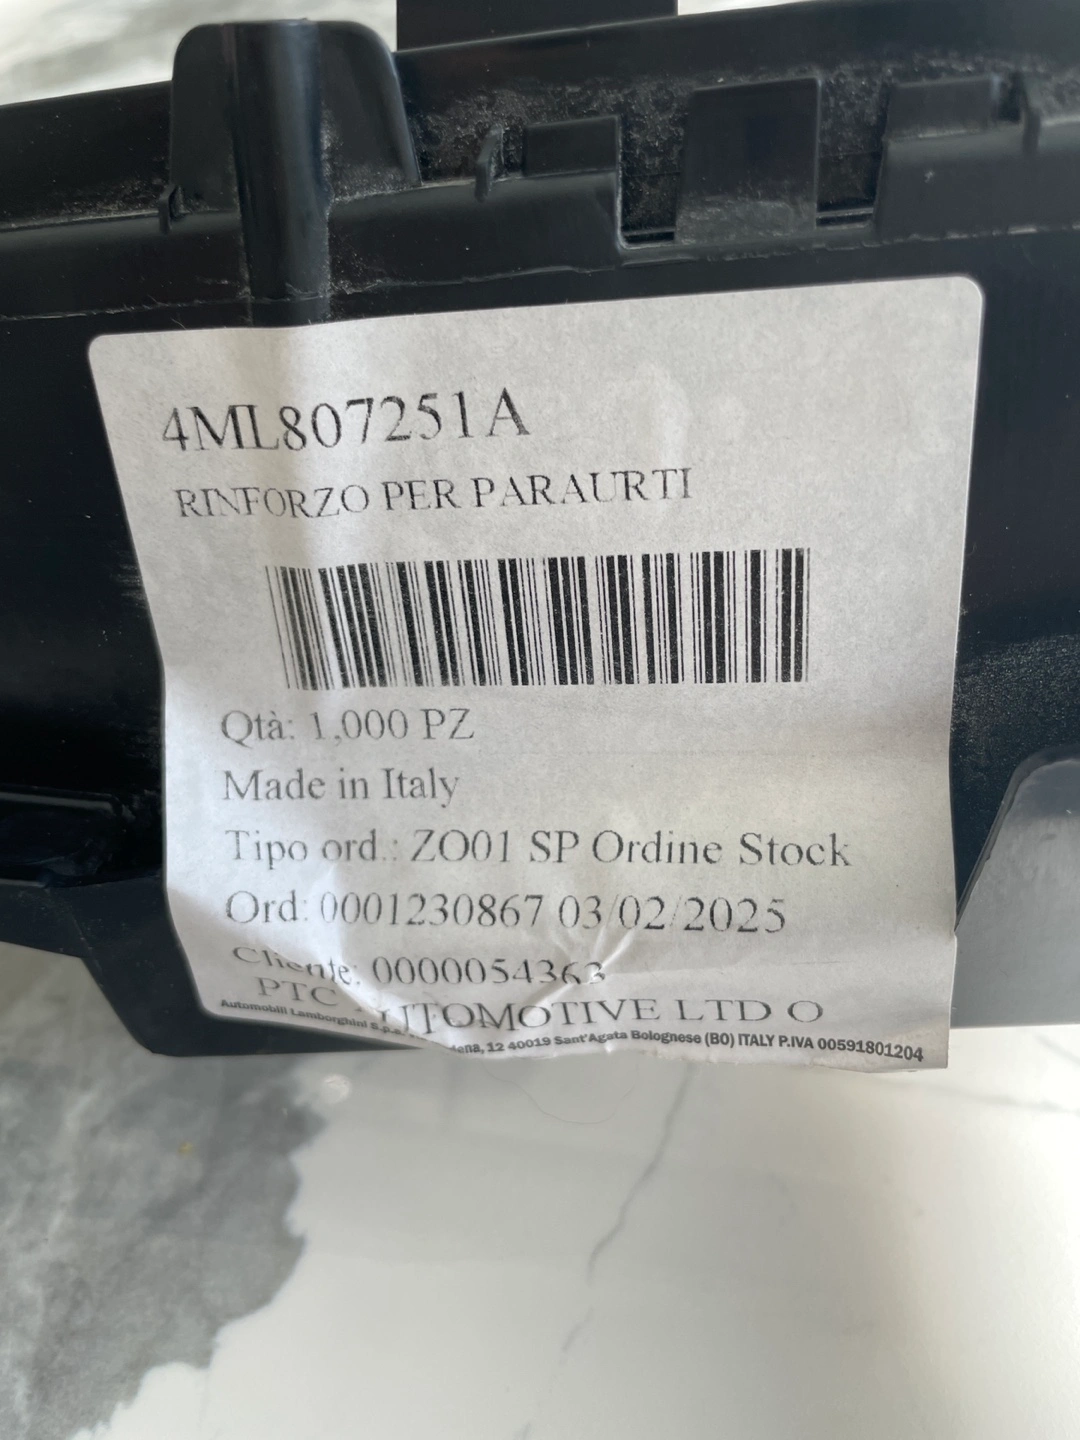 4ML807251A
RINFORZO PER PARAURTI
Qtà: 1,000 PZ
Made in Italy
Tipo ord.: ZO01 SP Ordine Stock
Ord: 0001230867 03/02/2025
Cliente: 0000054363
PTC AUTOMOTIVE LTD O
Automobili Lamborghini S.p.a. 12 40019 Sant'Agata Bolognese (BO) ITALY P.IVA 00591801204